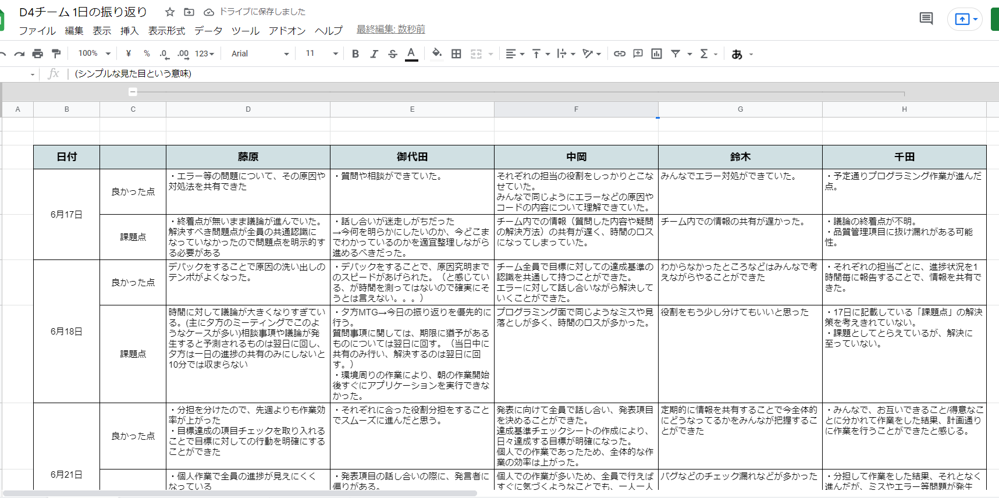 D4チーム 1日の振り返り
ドライブに保存しました
ファイル 編集 表示 挿入 表示形式 データ ツール アドオン ヘルプ 最終編集: 数秒前
100% ¥ % .0 .00 123 Arial 11 B I S A あ
fx (シンプルな見た目という意味)
A B C D E F G H
日付 藤原 御代田 中岡 鈴木 千田
6月17日
良かった点
・エラー等の問題について、その原因や
対処法を共有できた
・質問や相談ができていた。
それぞれの担当の役割をしっかりとこな
せていた。
みんなで同じようにエラーなどの原因や
コードの内容について理解できていた。
みんなでエラー対処ができていた。
・予定通りプログラミング作業が進んだ
点。
課題点
・終着点が無いまま議論が進んでいた。
解決すべき問題点が全員の共通認識に
なっていなかったので問題点を明示的す
る必要がある
・話し合いが迷走しがちだった
→今何を明らかにしたいのか、今どこま
でわかっているのかを適宜整理しながら
進めるべきだった。
チーム内での情報（質問した内容や疑問
の解決方法）の共有が遅く、時間のロス
になってしまっていた。
チーム内での情報の共有が遅かった。
・議論の終着点が不明。
・品質管理項目に抜け漏れがある可能
性。
6月18日
良かった点
デバックをすることで原因の洗い出しの
テンポがよくなった。
・デバックをすることで、原因究明まで
のスピードがあげられた。（と感じてい
る、が時間を測ってはないので確実にそ
うとは言えない。。。）
チーム全員で目標に対しての達成基準の
認識を共通して持つことができた。
エラーに対して話し合いながら解決して
いくことができた。
わからなかったところなどはみんなで考
えながらやることができた
・それぞれの担当ごとに、進捗状況を1
時間毎に報告することで、情報を共有で
きた。
課題点
時間に対して議論が大きくなりすぎてい
る。(主に夕方のミーティングでこのよ
うなケースが多い)相談事項や議論が発
生すると予測されるものは翌日に回し、
夕方は一日の進捗の共有のみにしないと
10分では収まらない
・夕方MTG→今日の振り返りを優先的に
行う。
質問事項に関しては、期限に猶予がある
ものについては翌日に回す。（当日中に
共有のみ行い、解決するのは翌日に回
す。）
・環境周りの作業により、朝の作業開始
後すぐにアプリケーションを実行できな
かった。
プログラミング面で同じようなミスや見
落としが多く、時間のロスが多かった。
役割をもう少し分けてもいいと思った
・17日に記載している「課題点」の解決
策を考えきれていない。
・課題としてとらえているが、解決に
至っていない。
6月21日
良かった点
・分担を分けたので、先週よりも作業効
率が上がった
・目標達成の項目チェックを取り入れる
ことで目標に対しての行動を明確にする
ことができた
・それぞれに合った役割分担をすること
でスムーズに進んだと思う。
発表に向けて全員で話し合い、発表項目
を決めることができた。
達成基準チェックシートの作成により、
日々達成する目標が明確になった。
個人での作業であったため、全体的な作
業の効率は上がった。
定期的に情報を共有することで今全体的
にどうなってるかをみんなが把握するこ
とができた
・みんなで、お互いできること/得意なこ
とに分かれて作業をした結果、計画通り
に作業を行うことができたと感じる。
・個人作業で全員の進捗が見えにくく
なっている
・発表項目の話し合いの際に、発言者に
偏りがある。
個人での作業が多いため、全員で行えば
すぐに気づくようなことでも、一人一人
バグなどのチェック漏れなどが多かった
・分担して作業をした結果、それとなく
進んだが、ミスやエラー等問題が発生